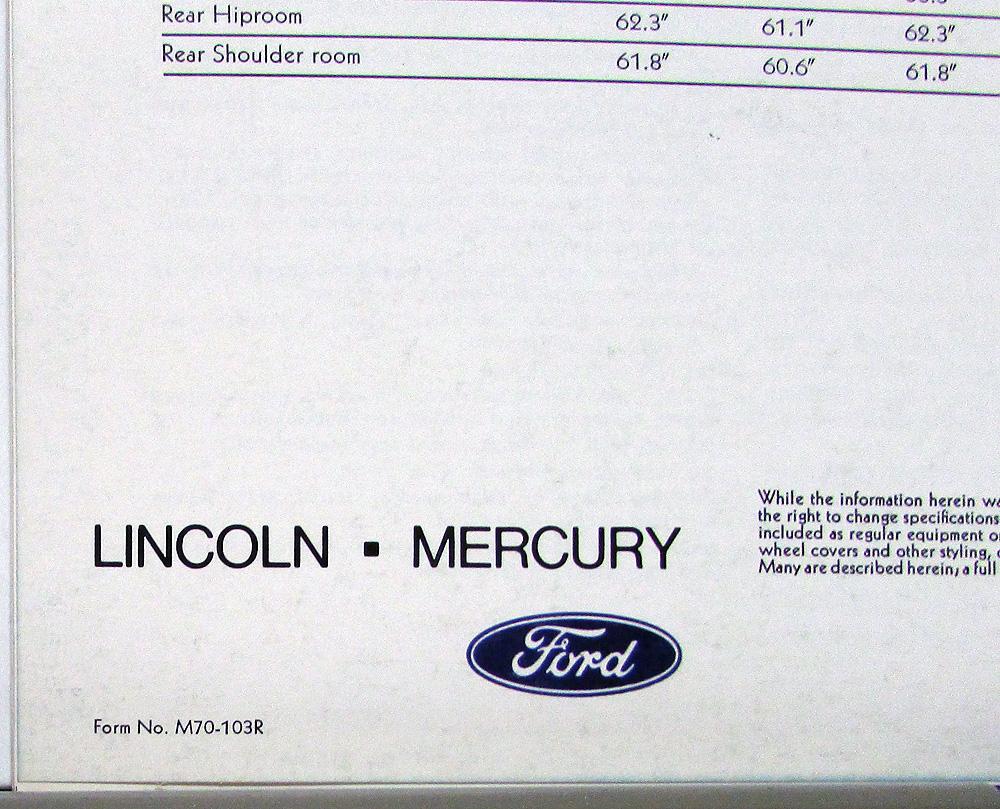 Rear Hiproom 62.3" 61.1" 62.3"
Rear Shoulder room 61.8" 60.6" 61.8"
While the information herein
the right to change specifications
included as regular equipment
wheel covers and other styling,
Many are described herein; a full
LINCOLN ▪ MERCURY
Ford
Form No. M70-103R